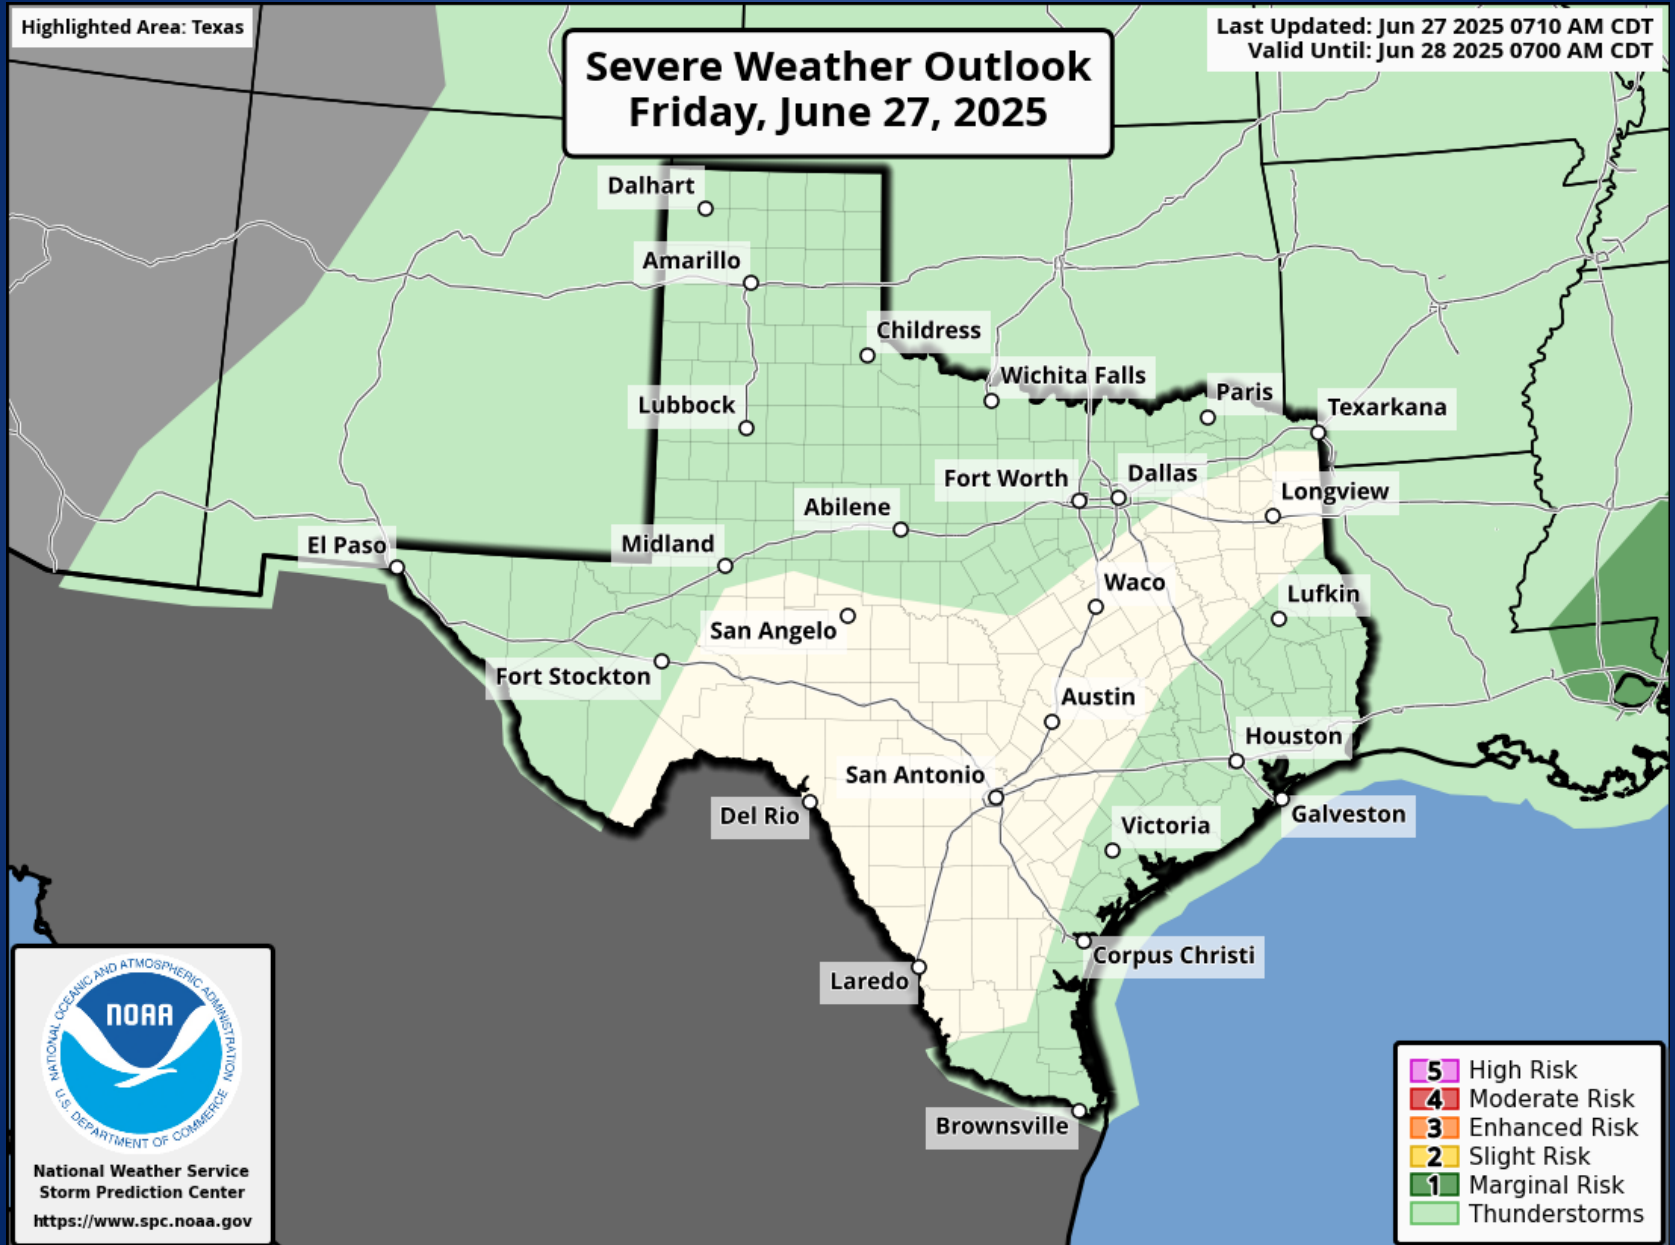 Highlighted Area: Texas
Last Updated: Jun 27 2025 0710 AM CDT
Valid Until: Jun 28 2025 0700 AM CDT
Severe Weather Outlook
Friday, June 27, 2025
Dalhart
Amarillo
Childress
Wichita Falls
Paris
Lubbock
Texarkana
Fort Worth
Dallas
Longview
Abilene
El Paso
Midland
Waco
Lufkin
San Angelo
Fort Stockton
Austin
Houston
San Antonio
Del Rio
Victoria
Galveston
Corpus Christi
Laredo
Brownsville
NATIONAL OCEANIC AND ATMOSPHERIC ADMINISTRATION
NOAA
U.S. DEPARTMENT OF COMMERCE
National Weather Service
Storm Prediction Center
https://www.spc.noaa.gov
5 High Risk
4 Moderate Risk
3 Enhanced Risk
2 Slight Risk
1 Marginal Risk
Thunderstorms